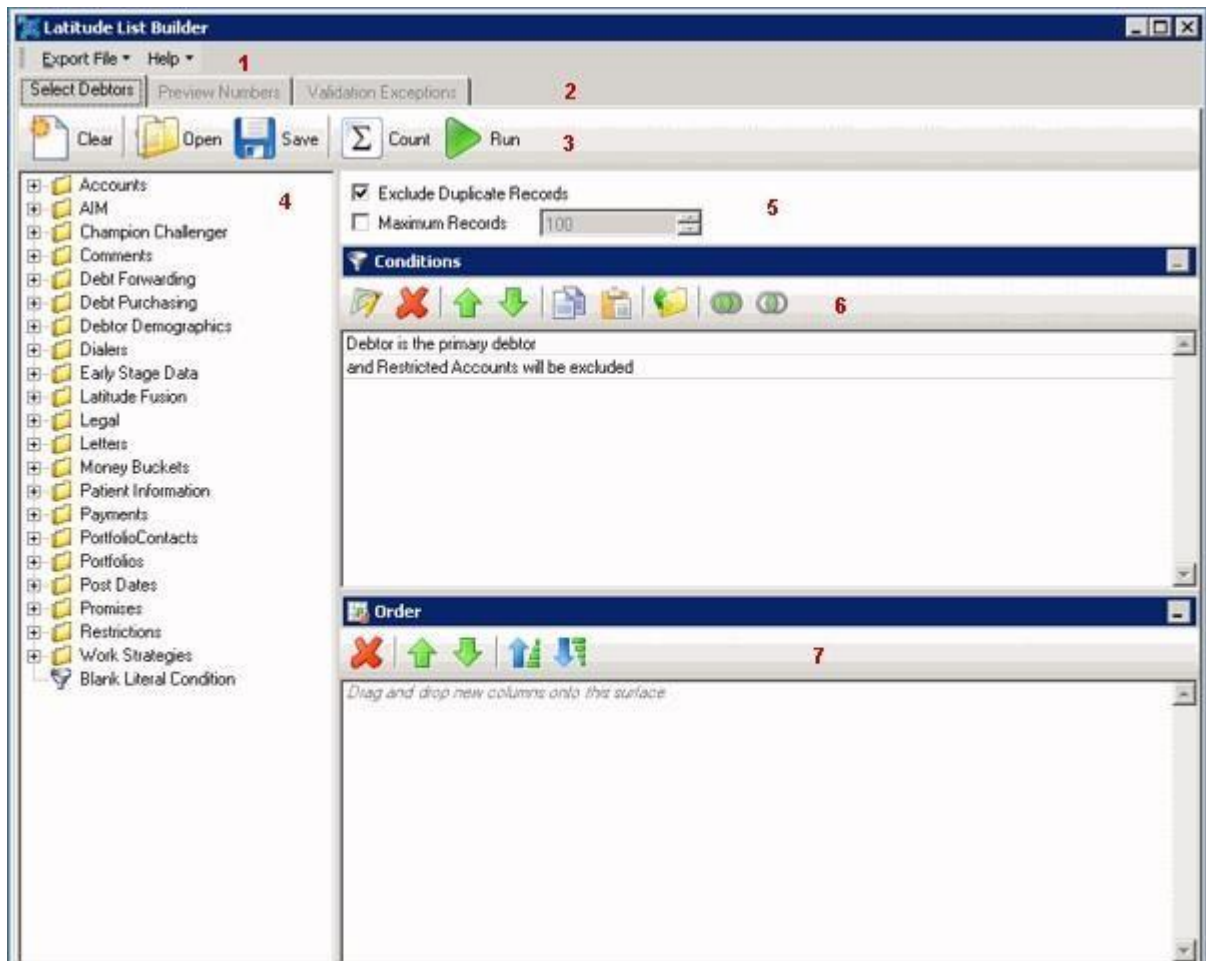 Latitude List Builder
Export File Help 1
Select Debtors Preview Numbers Validation Exceptions 2
Clear Open Save Σ Count Run 3
Accounts
AIM
Champion Challenger
Comments
Debt Forwarding
Debt Purchasing
Debtor Demographics
Dialers
Early Stage Data
Latitude Fusion
Legal
Letters
Money Buckets
Patient Information
Payments
PortfolioContacts
Portfolios
Post Dates
Promises
Restrictions
Work Strategies
Blank Literal Condition
4
Exclude Duplicate Records
Maximum Records 100
5
Conditions
6
Debtor is the primary debtor
and Restricted Accounts will be excluded
Order
7
Drag and drop new columns onto this surface